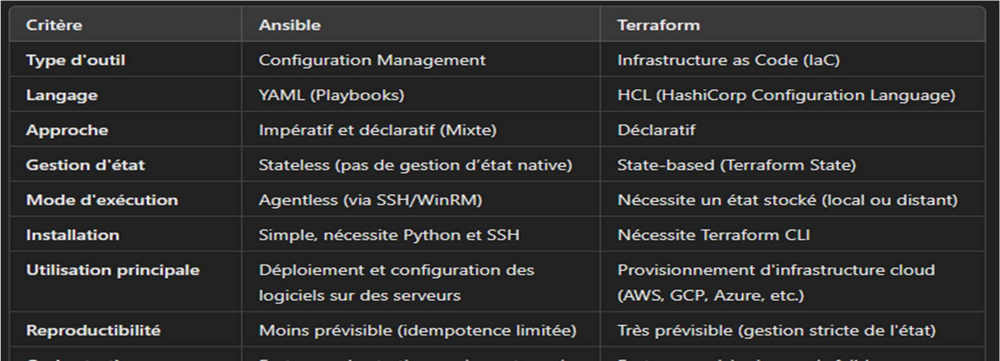 Critère Ansible Terraform
Type d'outil Configuration Management Infrastructure as Code (IaC)
Langage YAML (Playbooks) HCL (HashiCorp Configuration Language)
Approche Impératif et déclaratif (Mixte) Déclaratif
Gestion d'état Stateless (pas de gestion d’état native) State-based (Terraform State)
Mode d'exécution Agentless (via SSH/WinRM) Nécessite un état stocké (local ou distant)
Installation Simple, nécessite Python et SSH Nécessite Terraform CLI
Utilisation principale Déploiement et configuration des Provisionnement d'infrastructure cloud
logiciels sur des serveurs (AWS, GCP, Azure, etc.)
Reproductibilité Moins prévisible (idempotence limitée) Très prévisible (gestion stricte de l'état)